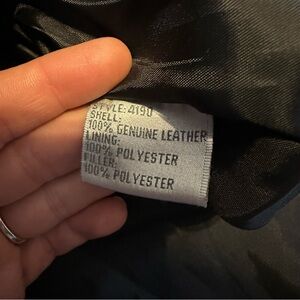 STYLE: 4190
SHELL:
100% GENUINE LEATHER
LINING:
100% POLYESTER
FILLER:
100% POLYESTER